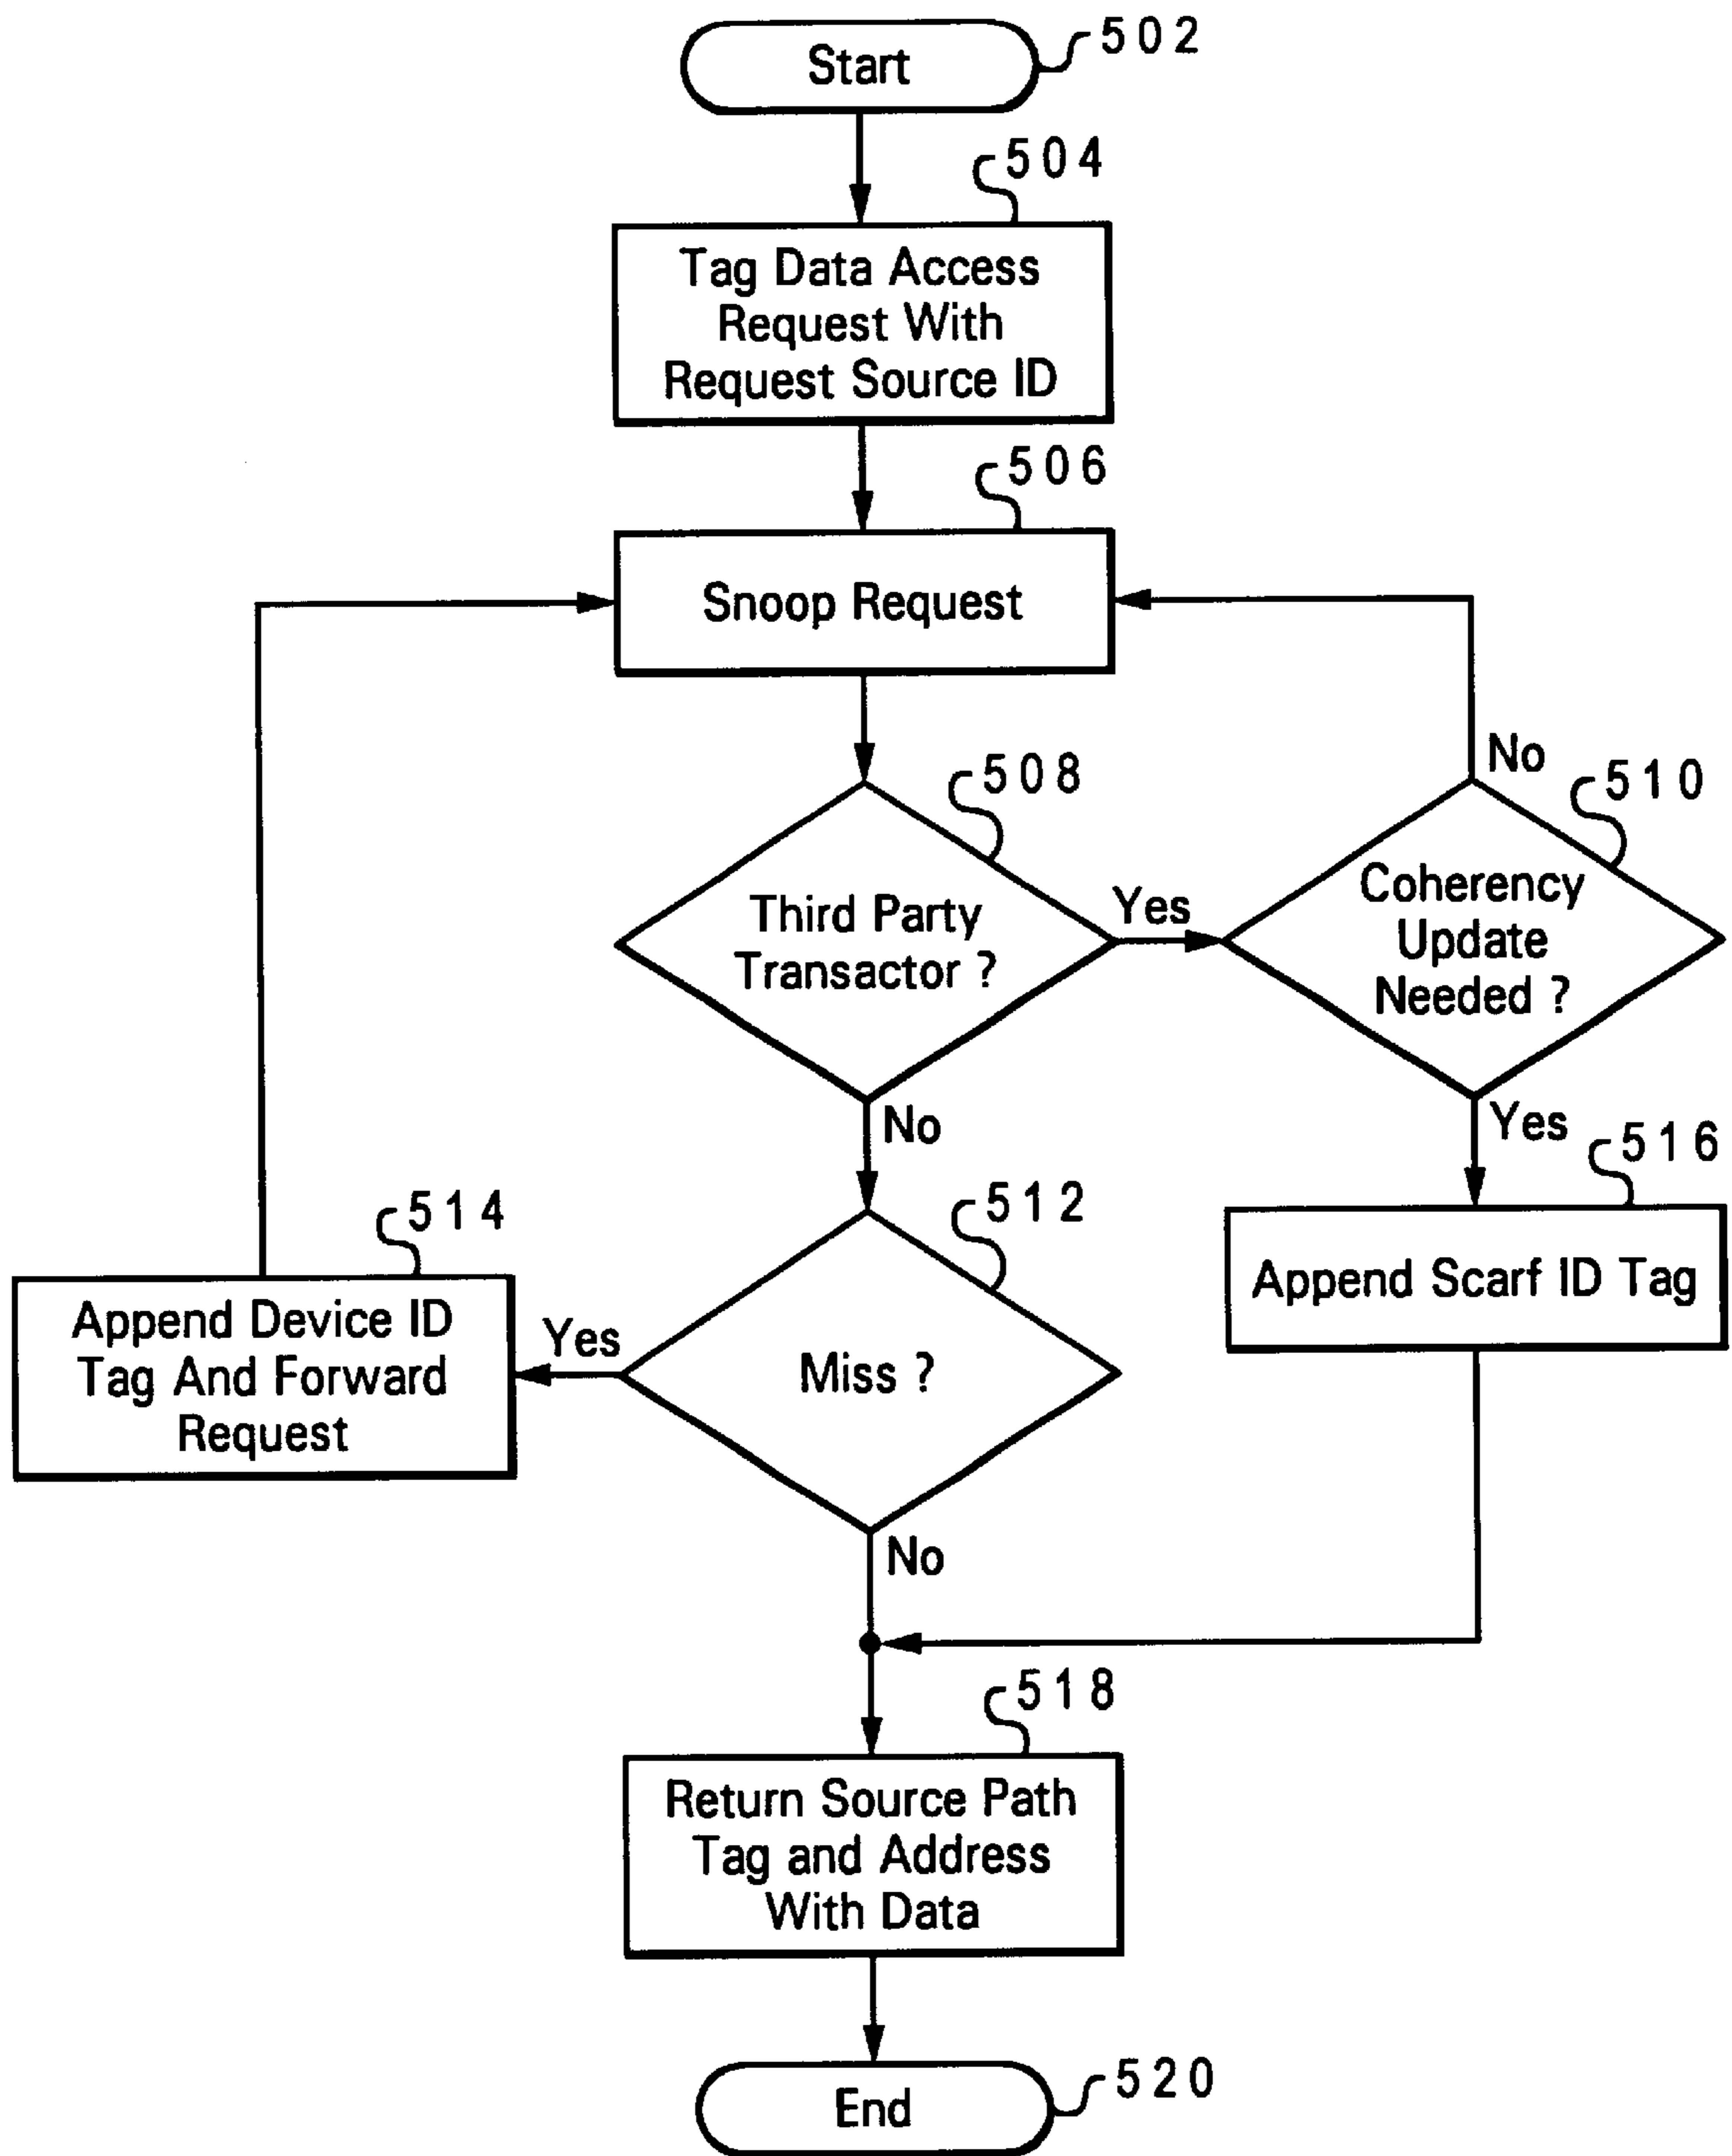 Start
502
504
Tag Data Access
Request With
Request Source ID
506
Snoop Request
508
Third Party
Transactor ?
Yes
No
510
Coherency
Update
Needed ?
No
Yes
512
Miss ?
Yes
No
514
Append Device ID
Tag And Forward
Request
516
Append Scarf ID Tag
518
Return Source Path
Tag and Address
With Data
End
520